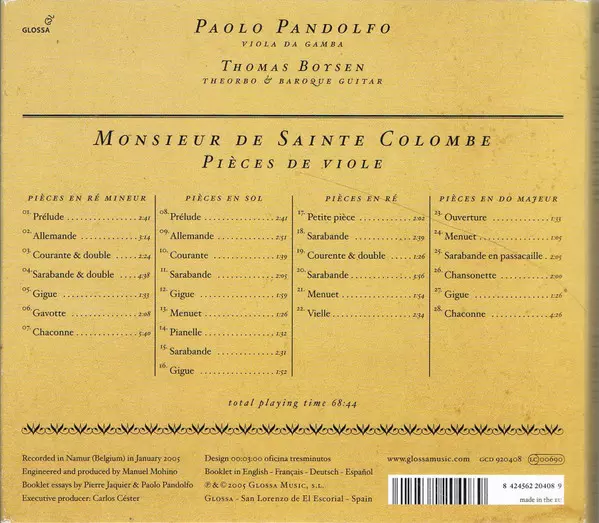 GLOSSA
Paolo Pandolfo
viola da gamba
Thomas Boysen
theorbo & baroque guitar
Monsieur de Sainte Colombe
Pièces de viole
pièces en ré mineur
01. Prélude 2:41
02. Allemande 3:14
03. Courante & double 2:24
04. Sarabande & double 4:38
05. Gigue 1:33
06. Gavotte 2:08
07. Chaconne 5:40
pièces en sol
08. Prélude 2:41
09. Allemande 2:51
10. Courante 1:39
11. Sarabande 2:05
12. Gigue 1:59
13. Menuet 1:26
14. Pianelle 1:32
15. Sarabande 2:31
16. Gigue 1:52
pièces en ré
17. Petite pièce 2:02
18. Sarabande 2:39
19. Courente & double 1:26
20. Sarabande 3:36
21. Menuet 1:54
22. Vielle 2:34
pièces en do majeur
23. Ouverture 1:33
24. Menuet 1:05
25. Sarabande en passacaille 2:05
26. Chansonette 2:00
27. Gigue 1:26
28. Chaconne 4:26
total playing time 68:44
Recorded in Namur (Belgium) in January 2005
Engineered and produced by Manuel Mohino
Booklet essays by Pierre Jaquier & Paolo Pandolfo
Executive producer: Carlos Céster
Design 00:03:00 oficina tresminutos
Booklet in English - Français - Deutsch - Español
℗ & © 2005 Glossa Music, s.l.
Glossa - San Lorenzo de El Escorial - Spain
www.glossamusic.com GCD 920408 LC 00690
8 424562 20408 9
made in the EU